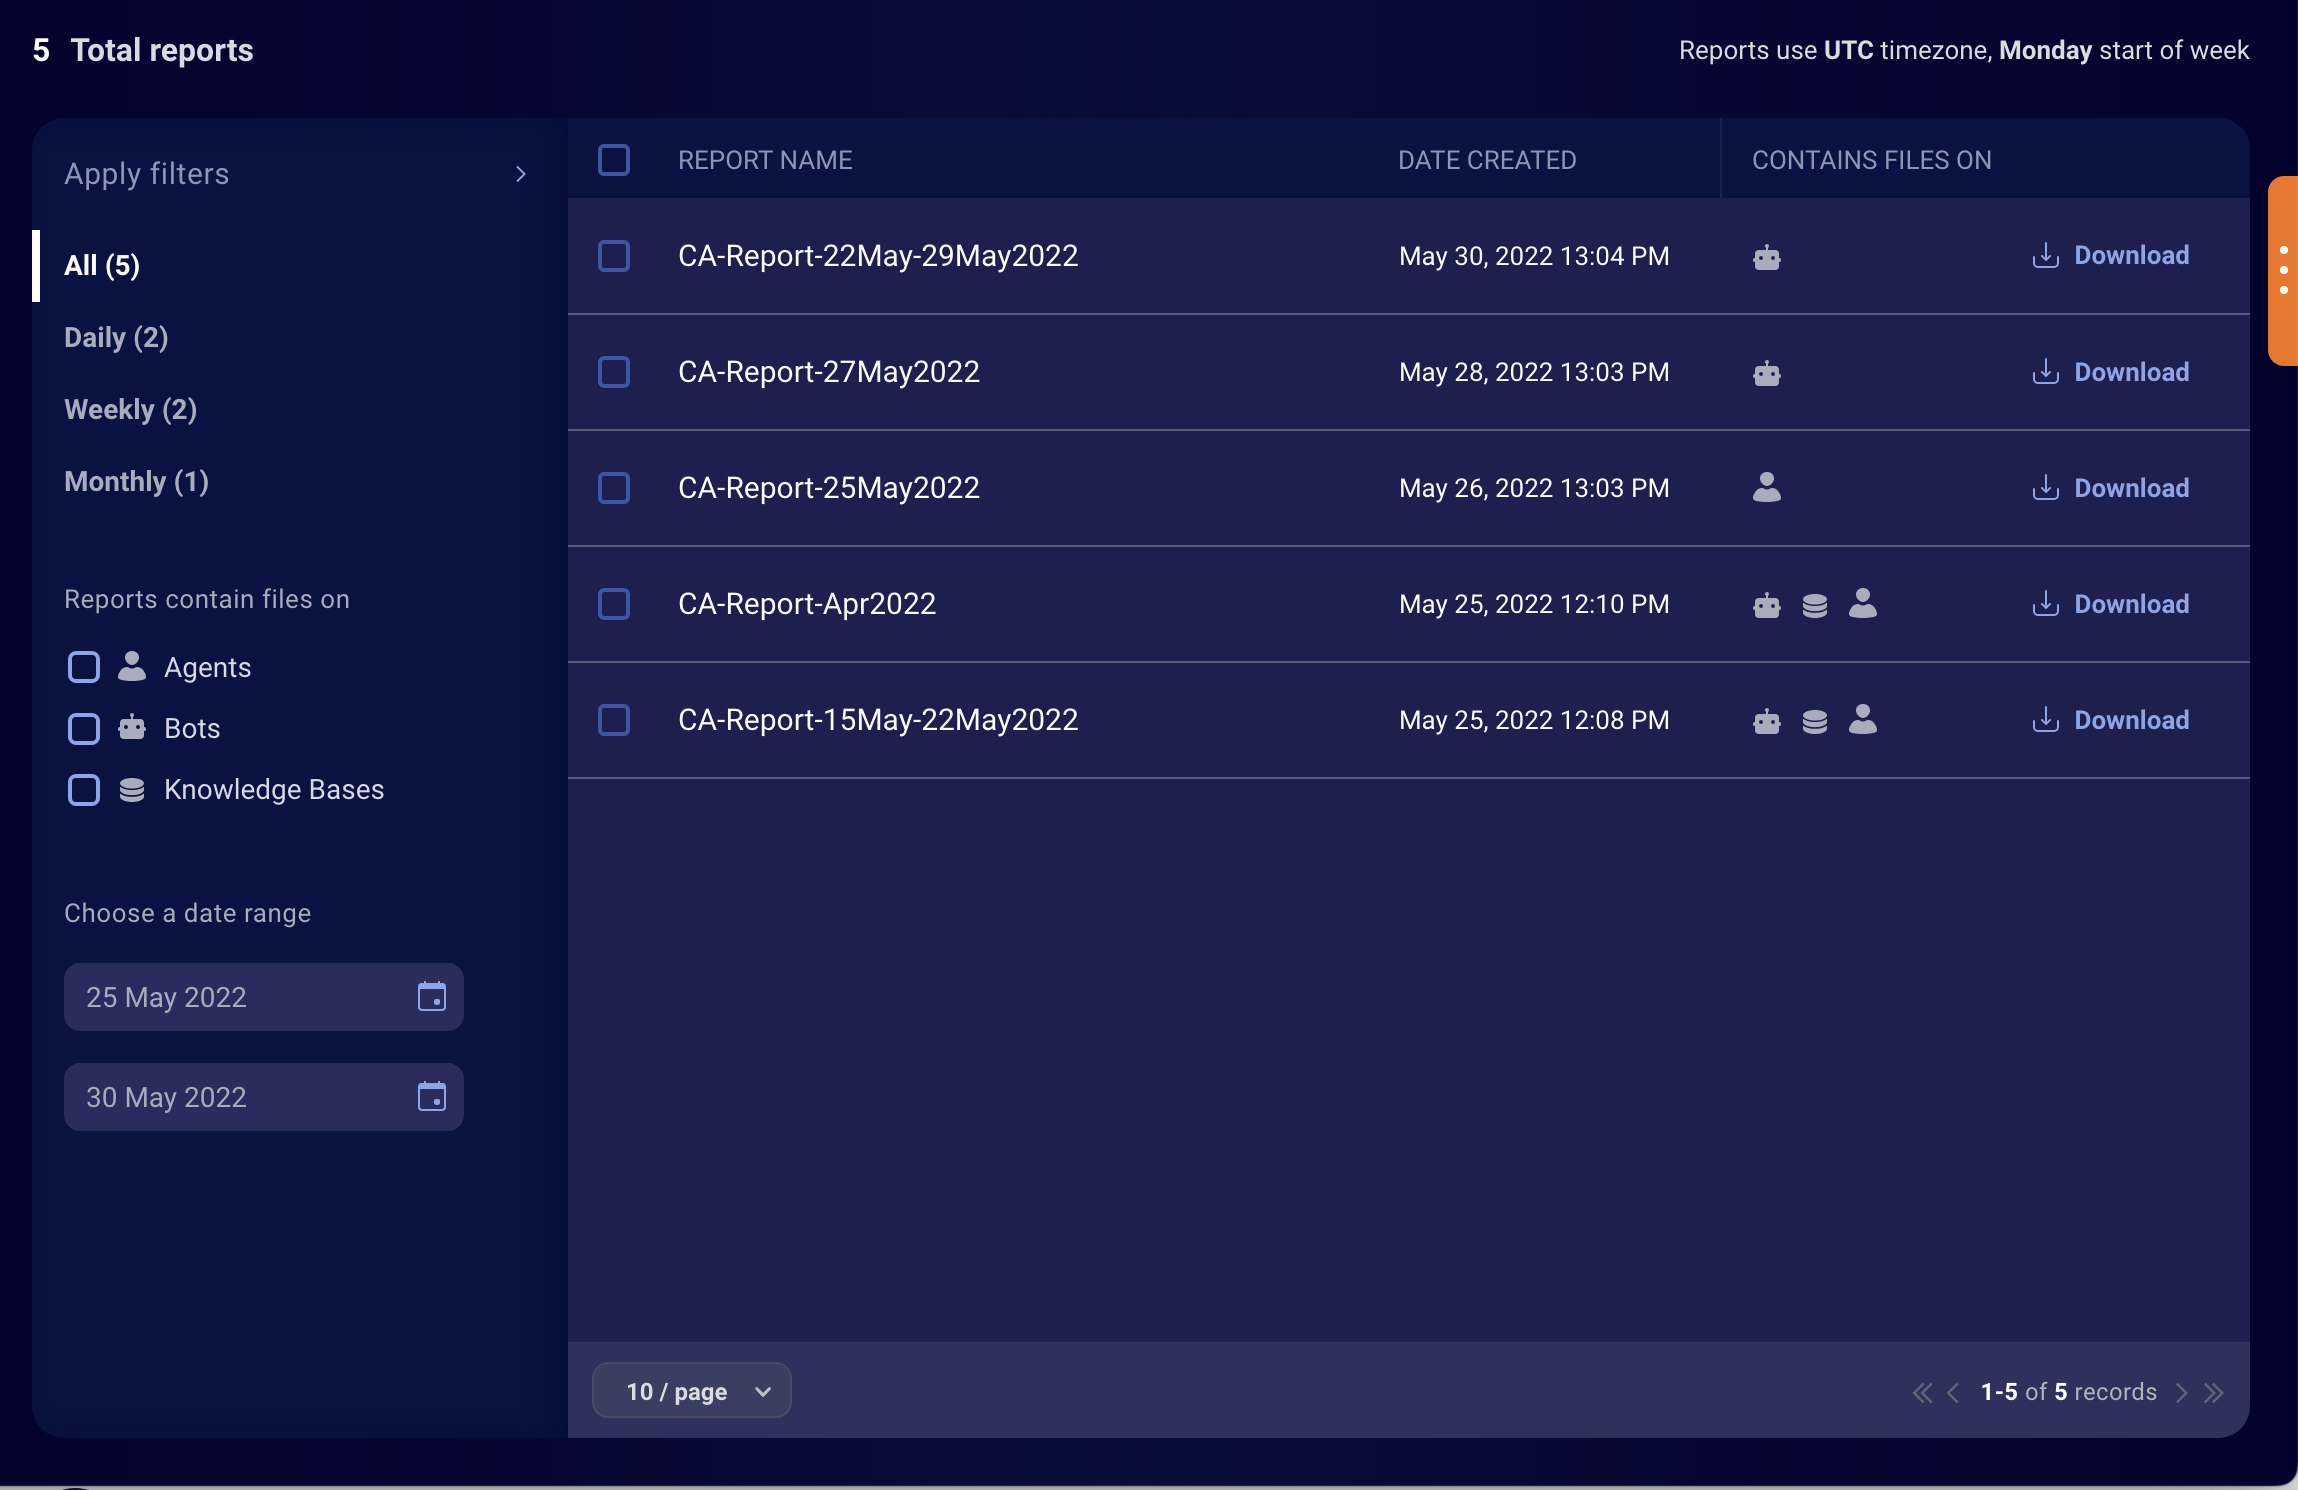 5 Total reports
Reports use UTC timezone, Monday start of week
Apply filters
All (5)
Daily (2)
Weekly (2)
Monthly (1)
Reports contain files on
Agents
Bots
Knowledge Bases
Choose a date range
25 May 2022
30 May 2022
REPORT NAME DATE CREATED CONTAINS FILES ON
CA-Report-22May-29May2022 May 30, 2022 13:04 PM Download
CA-Report-27May2022 May 28, 2022 13:03 PM Download
CA-Report-25May2022 May 26, 2022 13:03 PM Download
CA-Report-Apr2022 May 25, 2022 12:10 PM Download
CA-Report-15May-22May2022 May 25, 2022 12:08 PM Download
10 / page 1-5 of 5 records